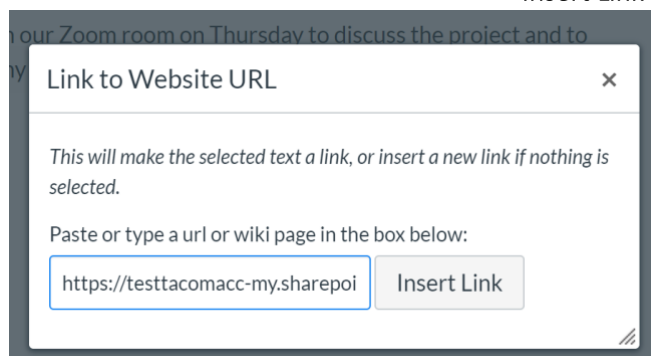 our Zoom room on Thursday to discuss the project and to
Link to Website URL ×
This will make the selected text a link, or insert a new link if nothing is
selected.
Paste or type a url or wiki page in the box below:
https://testtacomacc-my.sharepoi Insert Link